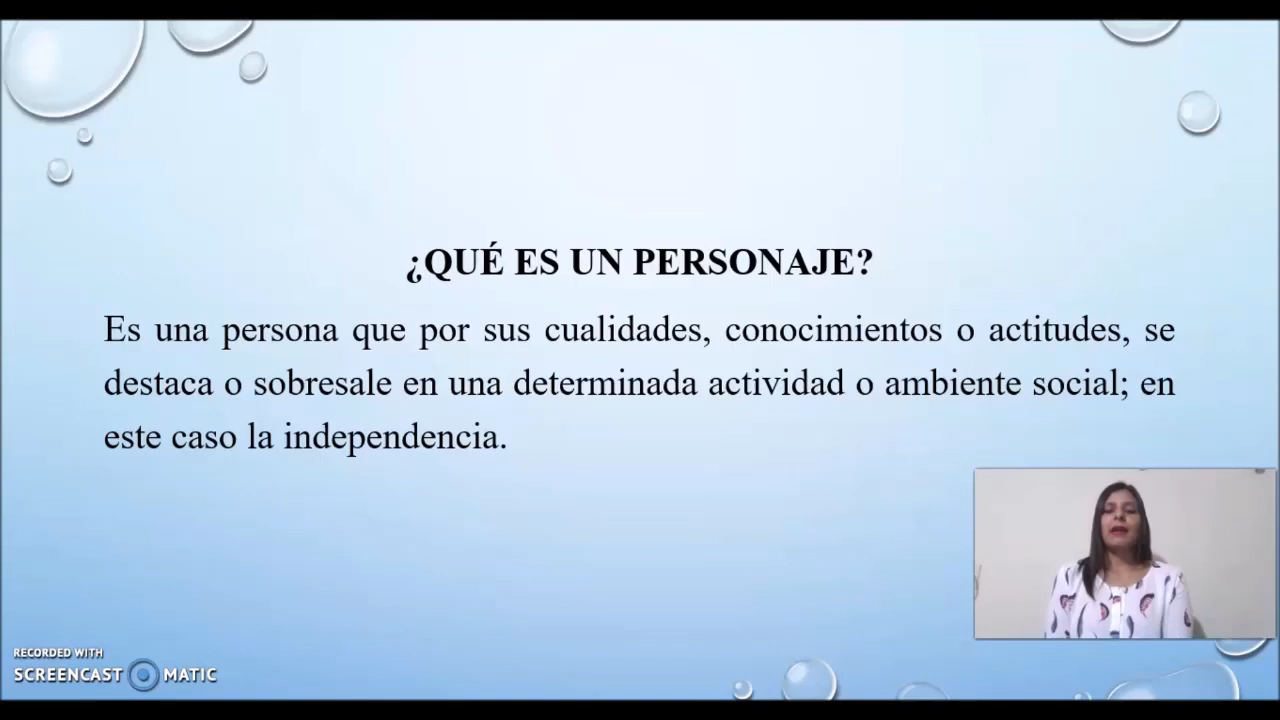 ¿QUÉ ES UN PERSONAJE?
Es una persona que por sus cualidades, conocimientos o actitudes, se
destaca o sobresale en una determinada actividad o ambiente social; en
este caso la independencia.
RECORDED WITH
SCREENCAST MATIC